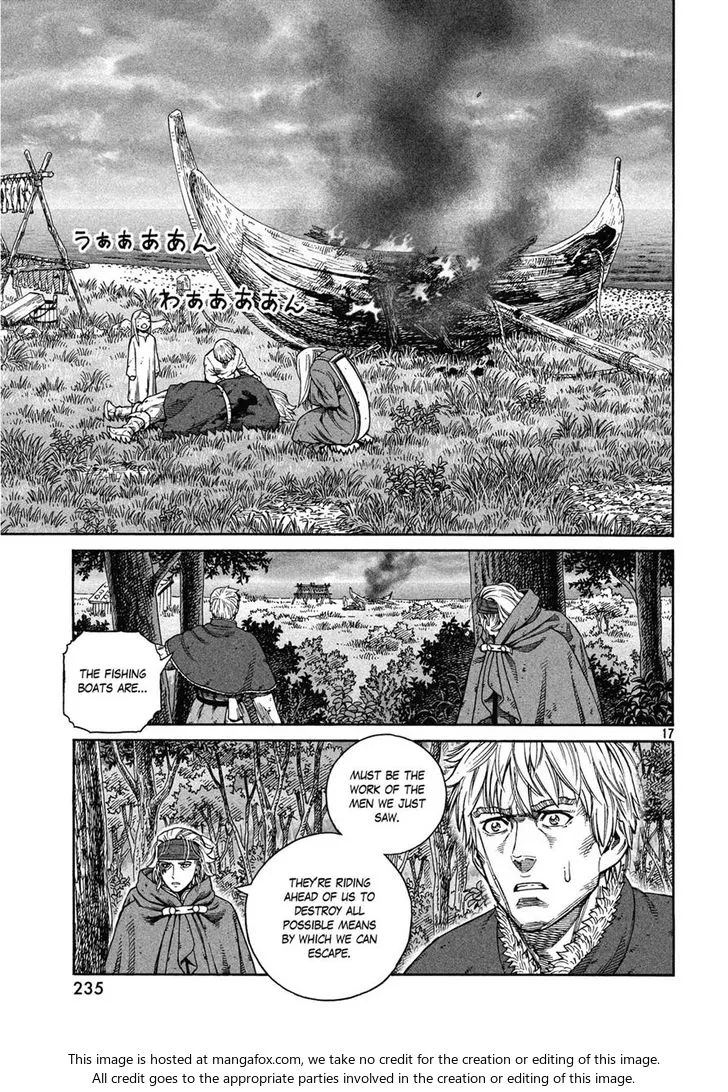 うぁぁああん
わぁぁあああん
THE FISHING
BOATS ARE...
17
MUST BE
THE WORK
OF THE
MEN WE JUST
SAW.
THEY'RE RIDING
AHEAD OF US TO
DESTROY ALL
POSSIBLE MEANS
BY WHICH WE CAN
ESCAPE.
235
This image is hosted at mangafox.com, we take no credit for the creation or editing of this image.
All credit goes to the appropriate parties involved in the creation or editing of this image.